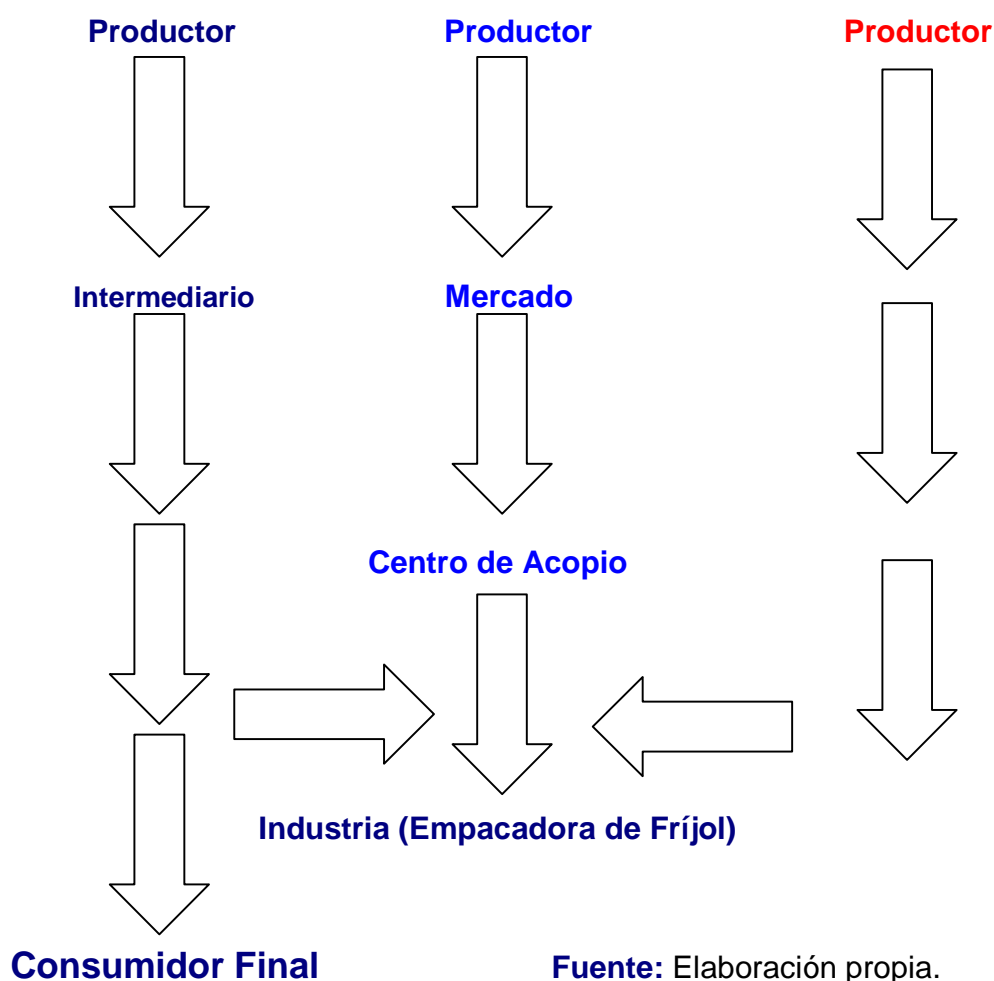 Productor Productor Productor
Intermediario Mercado
Centro de Acopio
Industria (Empacadora de Fríjol)
Consumidor Final Fuente: Elaboración propia.